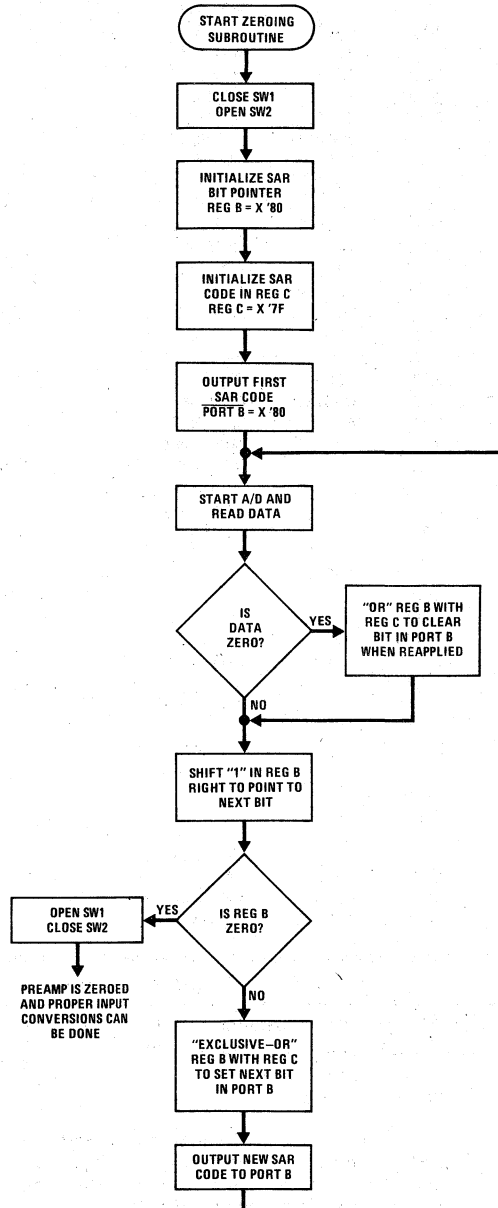 START ZEROING
SUBROUTINE
CLOSE SW1
OPEN SW2
INITIALIZE SAR
BIT POINTER
REG B = X '80
INITIALIZE SAR
CODE IN REG C
REG C = X '7F
OUTPUT FIRST
SAR CODE
PORT B = X '80
START A/D AND
READ DATA
IS
DATA
ZERO?
YES
"OR" REG B WITH
REG C TO CLEAR
BIT IN PORT B
WHEN REAPPLIED
NO
SHIFT "1" IN REG B
RIGHT TO POINT TO
NEXT BIT
IS REG B
ZERO?
YES
OPEN SW1
CLOSE SW2
PREAMP IS ZEROED
AND PROPER INPUT
CONVERSIONS CAN
BE DONE
NO
"EXCLUSIVE–OR"
REG B WITH REG C
TO SET NEXT BIT
IN PORT B
OUTPUT NEW SAR
CODE TO PORT B